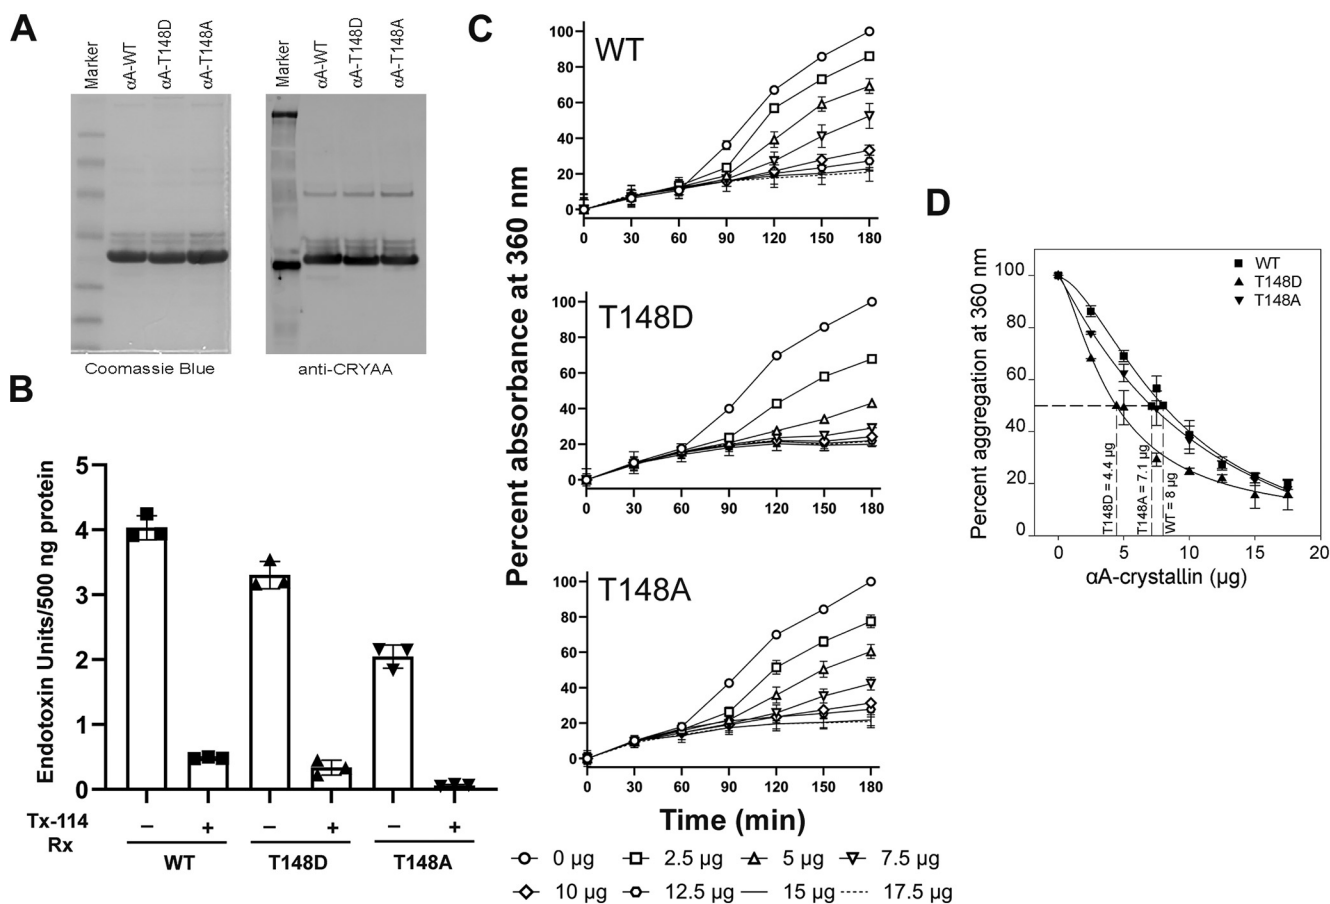 A
Marker
αA-WT
αA-T148D
αA-T148A
Marker
αA-WT
αA-T148D
αA-T148A
Coomassie Blue
anti-CRYAA
B
Endotoxin Units/500 ng protein
5
4
3
2
1
0
Tx-114
Rx
– + – + – +
WT T148D T148A
C
Percent absorbance at 360 nm
WT
100
80
60
40
20
0
0 30 60 90 120 150 180
T148D
100
80
60
40
20
0
0 30 60 90 120 150 180
T148A
100
80
60
40
20
0
0 30 60 90 120 150 180
Time (min)
0 µg 2.5 µg 5 µg 7.5 µg
10 µg 12.5 µg 15 µg 17.5 µg
D
Percent aggregation at 360 nm
100
80
60
40
20
0
WT
T148D
T148A
T148D = 4.4 µg
T148A = 7.1 µg
WT = 8 µg
0 5 10 15 20
αA-crystallin (µg)